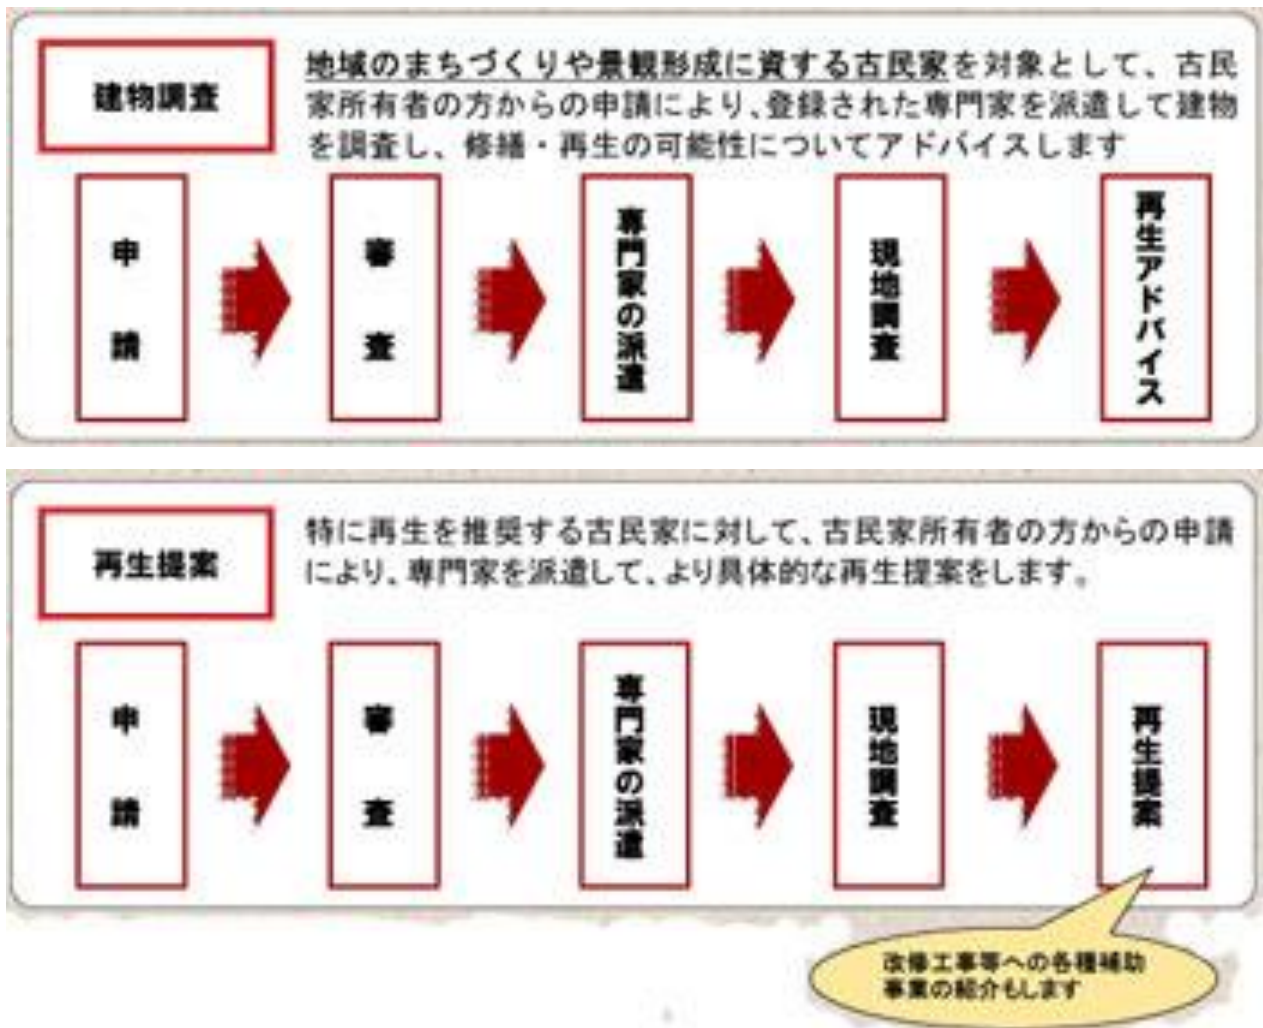 建物調査
地域のまちづくりや景観形成に資する古民家を対象として、古民
家所有者の方からの申請により、登録された専門家を派遣して建物
を調査し、修繕・再生の可能性についてアドバイスします
申請
審査
専門家の派遣
現地調査
再生アドバイス
再生提案
特に再生を推奨する古民家に対して、古民家所有者の方からの申請
により、専門家を派遣して、より具体的な再生提案をします。
申請
審査
専門家の派遣
現地調査
再生提案
改修工事等への各種補助
事業の紹介もします